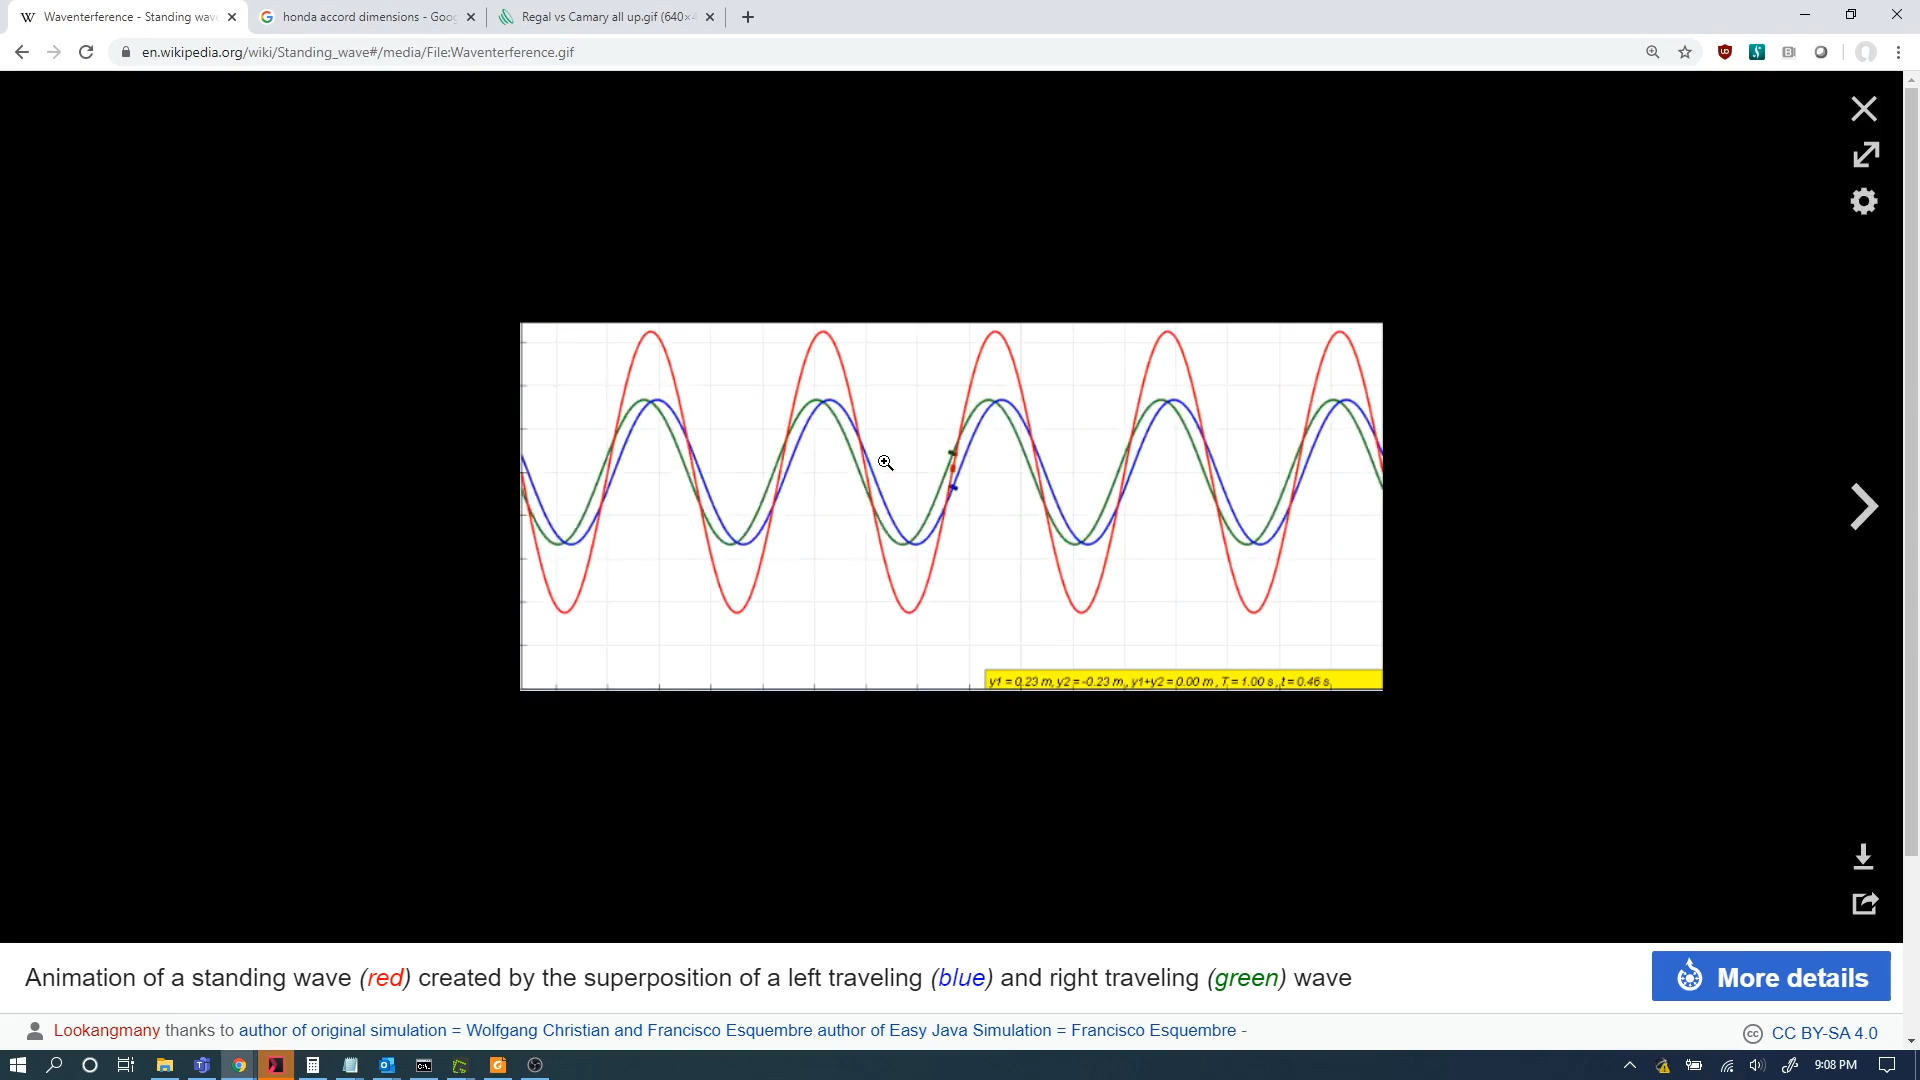 Waventerference - Standing wav
honda accord dimensions - Goog
Regal vs Camary all up.gif (640×4
en.wikipedia.org/wiki/Standing_wave#/media/File:Waventerference.gif
y1 = 0.23 m, y2 = -0.23 m, y1+y2 = 0.00 m , T = 1.00 s , t = 0.46 s,
Animation of a standing wave (red) created by the superposition of a left traveling (blue) and right traveling (green) wave
More details
Lookangmany thanks to author of original simulation = Wolfgang Christian and Francisco Esquembre author of Easy Java Simulation = Francisco Esquembre -
CC BY-SA 4.0
9:08 PM